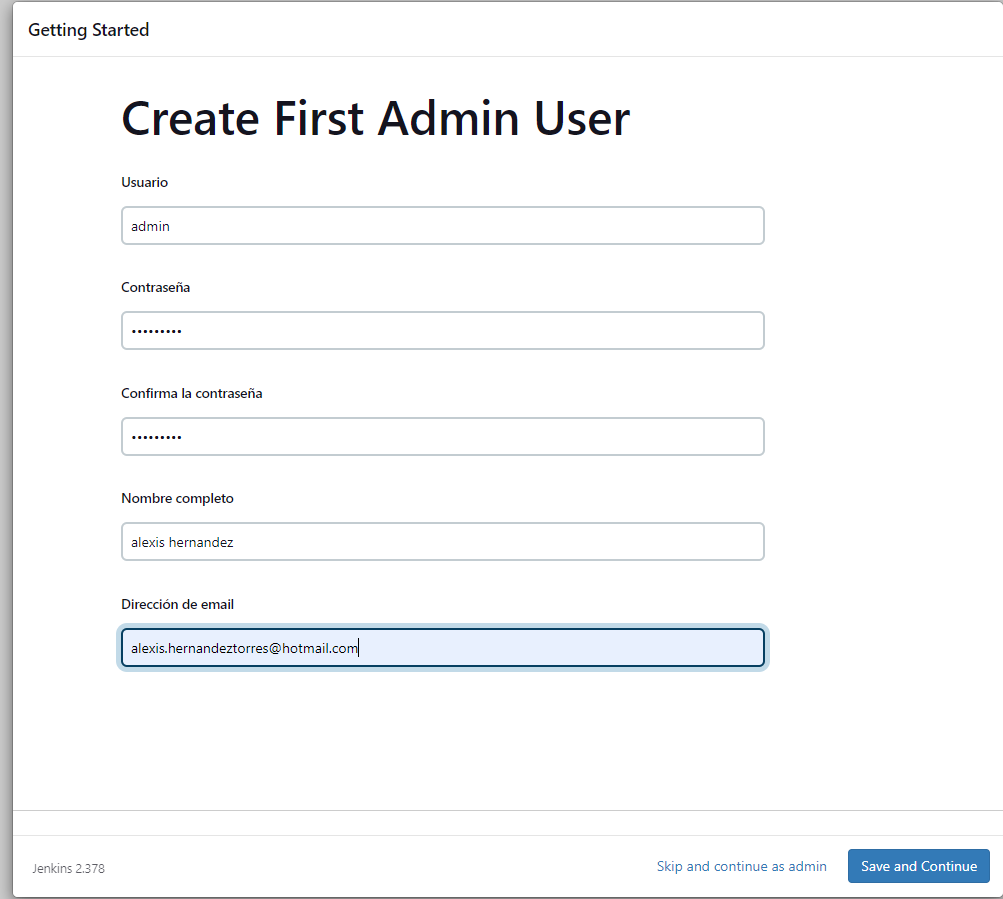 Getting Started
Create First Admin User
Usuario
admin
Contraseña
•••••••••
Confirma la contraseña
•••••••••
Nombre completo
alexis hernandez
Dirección de email
alexis.hernandeztorres@hotmail.com
Jenkins 2.378
Skip and continue as admin
Save and Continue